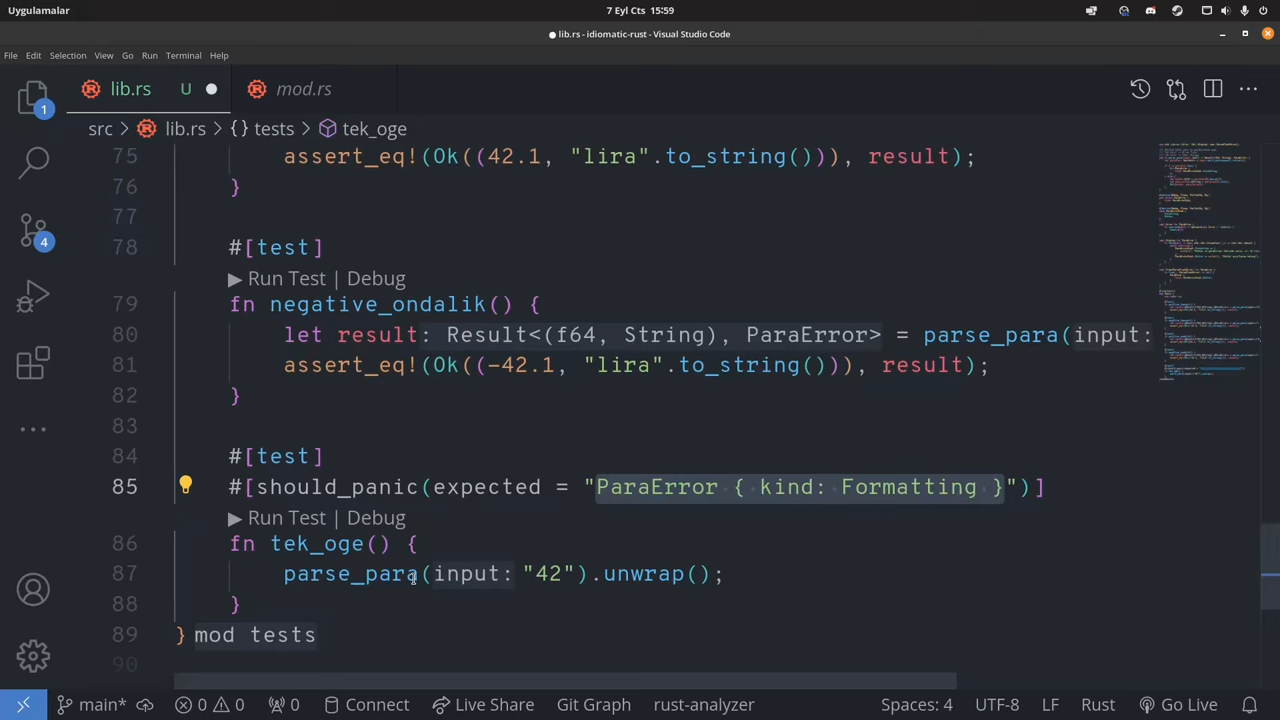 Uygulamalar
7 Eyl Cts 15:59
lib.rs - idiomatic-rust - Visual Studio Code
File Edit Selection View Go Run Terminal Help
lib.rs U mod.rs
src > lib.rs > {} tests > tek_oge
75 assert_eq!(Ok((42.1, "lira".to_string())), result);
76 }
77
78 #[test]
Run Test | Debug
79 fn negative_ondalik() {
80 let result: Result<(f64, String), ParaError> = parse_para(input:
81 assert_eq!(Ok((-42.1, "lira".to_string())), result);
82 }
83
84 #[test]
85 #[should_panic(expected = "ParaError { kind: Formatting }")]
Run Test | Debug
86 fn tek_oge() {
87 parse_para(input: "42").unwrap();
88 }
89 } mod tests
90
1
4
main* 0 0 0 Connect Live Share Git Graph rust-analyzer Spaces: 4 UTF-8 LF Rust Go Live